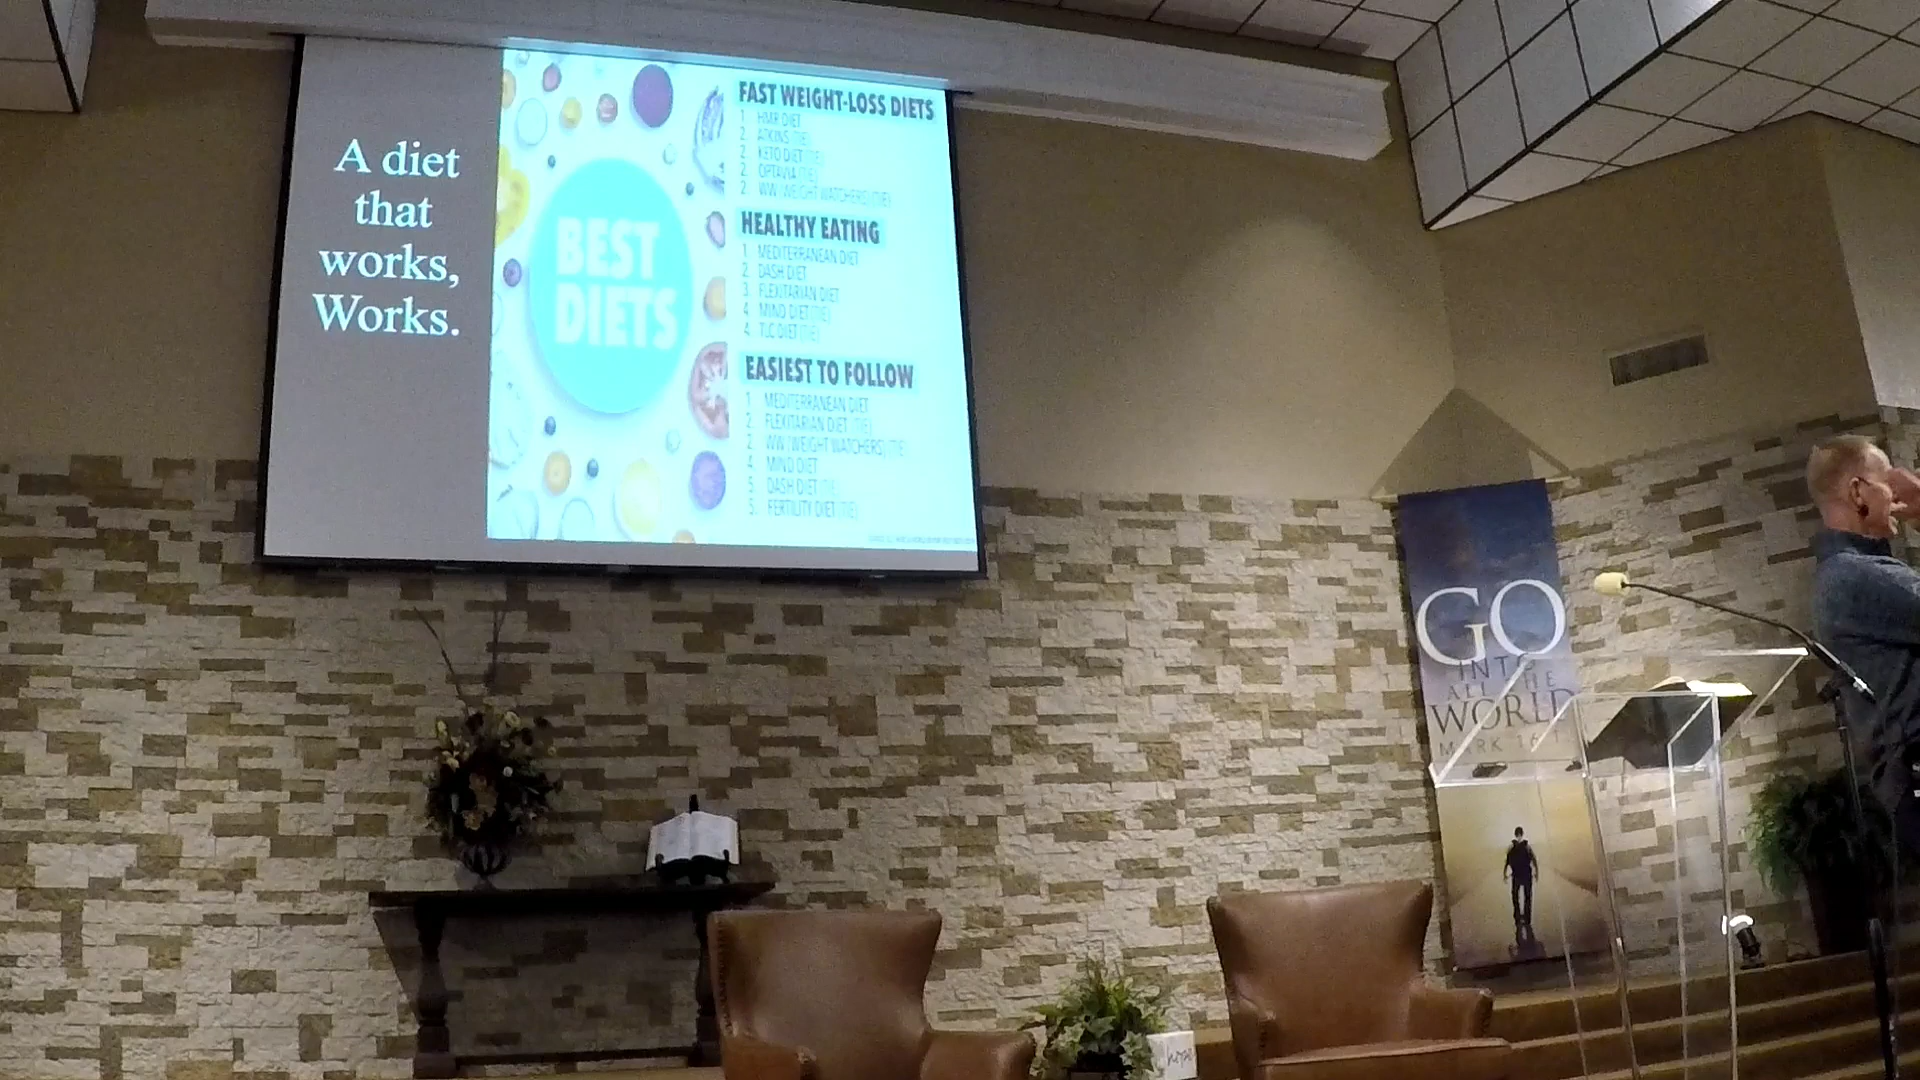 A diet
that
works,
Works.
BEST
DIETS
FAST WEIGHT-LOSS DIETS
1. HMR DIET
2. ATKINS (TIE)
2. KETO DIET (TIE)
2. OPTAVIA (TIE)
2. WW (WEIGHT WATCHERS) (TIE)
HEALTHY EATING
1. MEDITERRANEAN DIET
2. DASH DIET
3. FLEXITARIAN DIET
4. MIND DIET (TIE)
4. TLC DIET (TIE)
EASIEST TO FOLLOW
1. MEDITERRANEAN DIET
2. FLEXITARIAN DIET (TIE)
2. WW (WEIGHT WATCHERS) (TIE)
4. MIND DIET
5. DASH DIET (TIE)
5. FERTILITY DIET (TIE)
GO
INTO
ALL THE
WORLD
MARK
hope